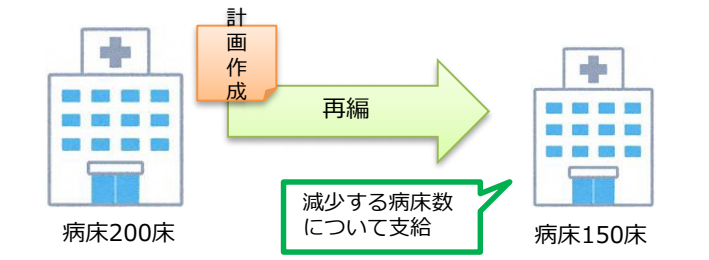 計画作成
再編
減少する病床数
について支給
病床200床
病床150床